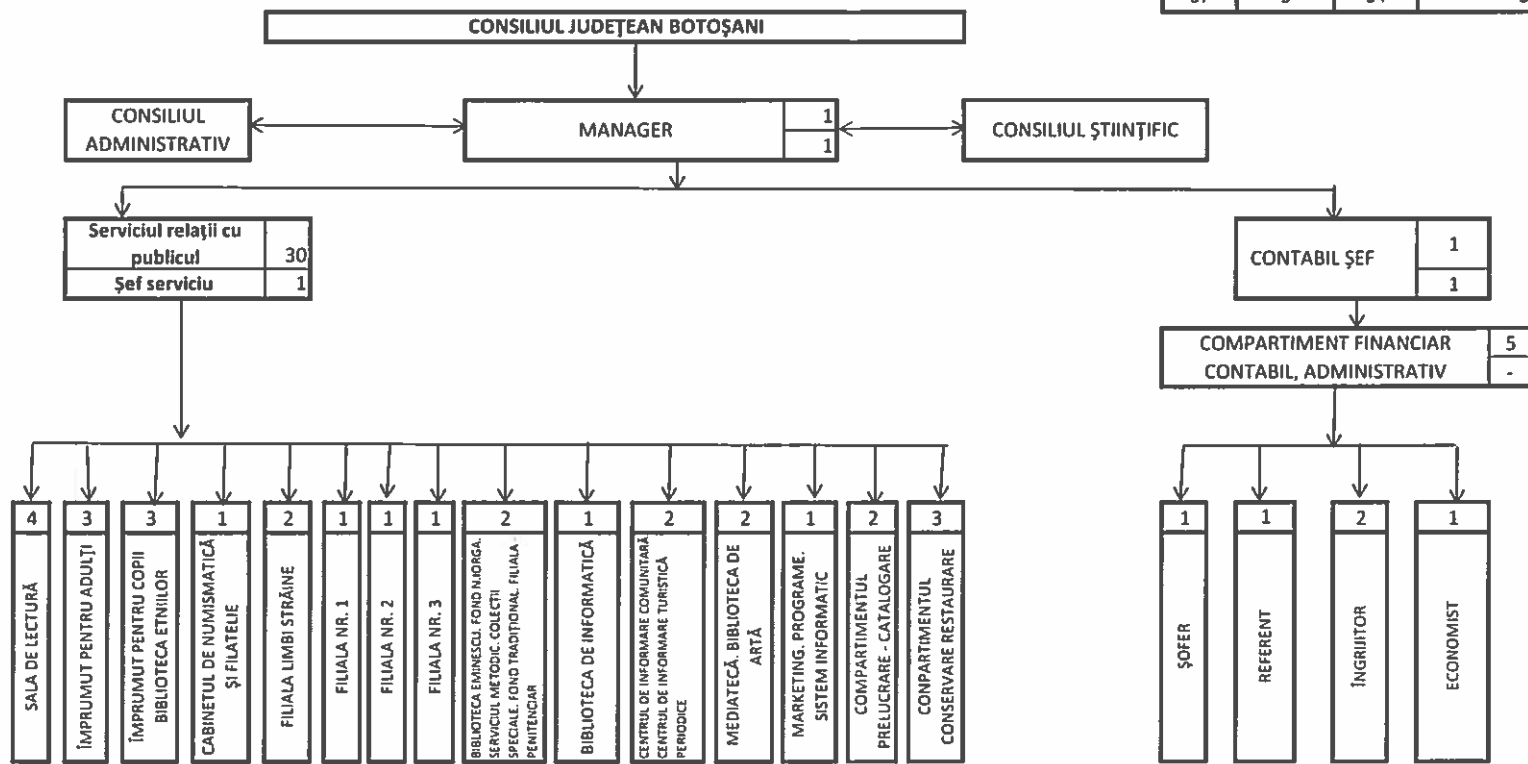 CONSILIUL JUDEȚEAN BOTOȘANI
CONSILIUL
ADMINISTRATIV
MANAGER
1
1
CONSILIUL ȘTIINȚIFIC
Serviciul relații cu
publicul
30
Șef serviciu
1
CONTABIL ȘEF
1
1
COMPARTIMENT FINANCIAR
CONTABIL, ADMINISTRATIV
5
-
4
SALA DE LECTURĂ
3
ÎMPRUMUT PENTRU ADULȚI
3
ÎMPRUMUT PENTRU COPII
BIBLIOTECA ETNIILOR
1
CABINETUL DE NUMISMATICĂ
ȘI FILATELIE
2
FILIALA LIMBI STRĂINE
1
FILIALA NR. 1
1
FILIALA NR. 2
1
FILIALA NR. 3
2
BIBLIOTECA EMINESCU. FOND N.IORGA.
SERVICIUL METODIC. COLECȚII
SPECIALE. FOND TRADIȚIONAL. FILIALA -
PENITENCIAR
1
BIBLIOTECA DE INFORMATICĂ
2
CENTRUL DE INFORMARE COMUNITARĂ
CENTRUL DE INFORMARE TURISTICĂ
PERIODICE
2
MEDIATECĂ. BIBLIOTECA DE
ARTĂ
1
MARKETING. PROGRAME.
SISTEM INFORMATIC
2
COMPARTIMENTUL
PRELUCRARE - CATALOGARE
3
CONPARTIMENTUL
CONSERVARE RESTAURARE
1
ȘOFER
1
REFERENT
2
ÎNGRIJITOR
1
ECONOMIST